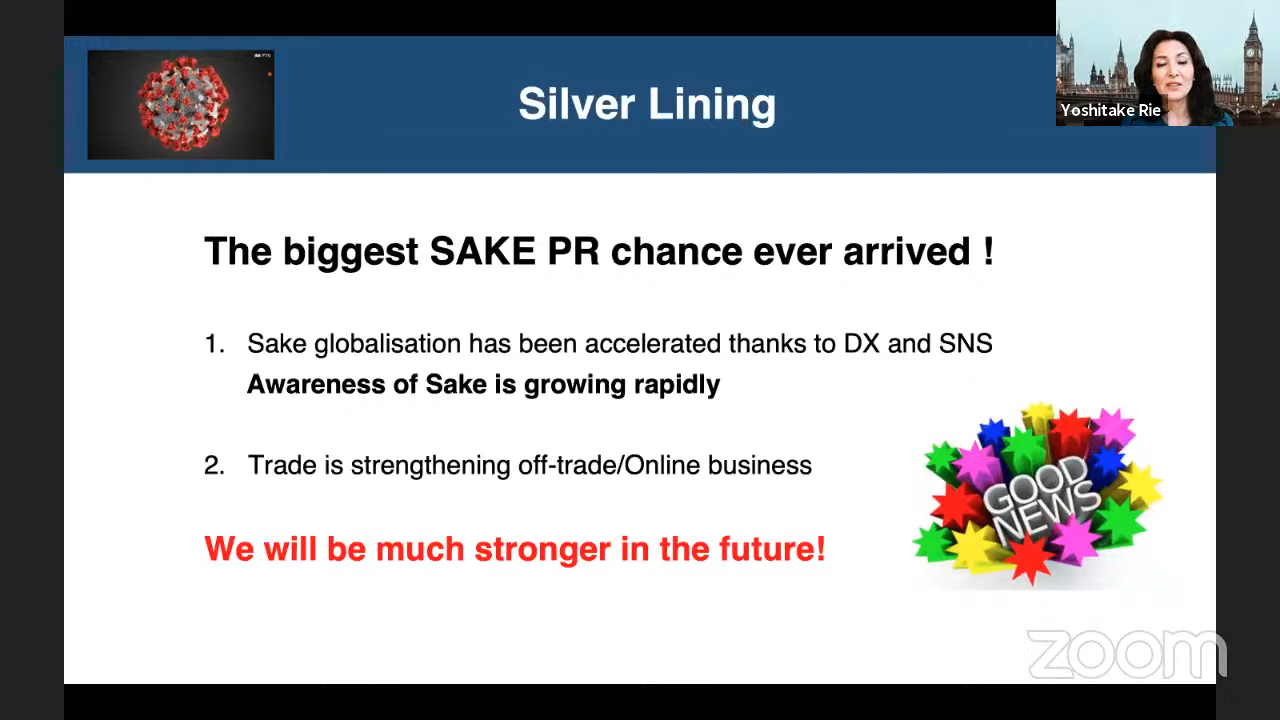 Silver Lining
Yoshitake Rie
The biggest SAKE PR chance ever arrived !
1. Sake globalisation has been accelerated thanks to DX and SNS
Awareness of Sake is growing rapidly
2. Trade is strengthening off-trade/Online business
GOOD
NEWS
We will be much stronger in the future!
zoom